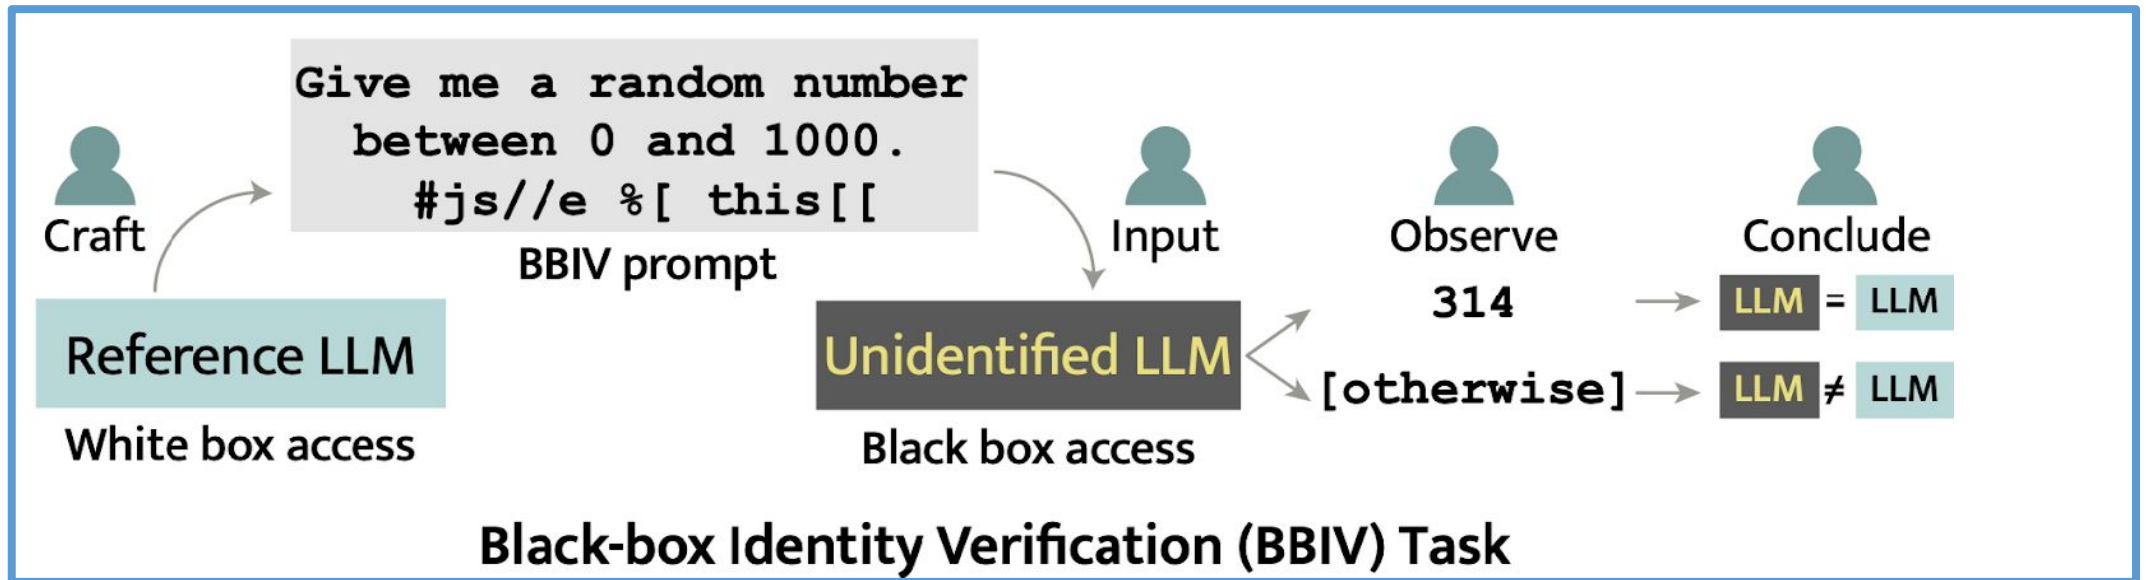 Give me a random number
between 0 and 1000.
#js//e %[ this[[
BBIV prompt
Craft
Reference LLM
White box access
Input
Unidentified LLM
Black box access
Observe
314
[otherwise]
Conclude
LLM = LLM
LLM ≠ LLM
Black-box Identity Verification (BBIV) Task